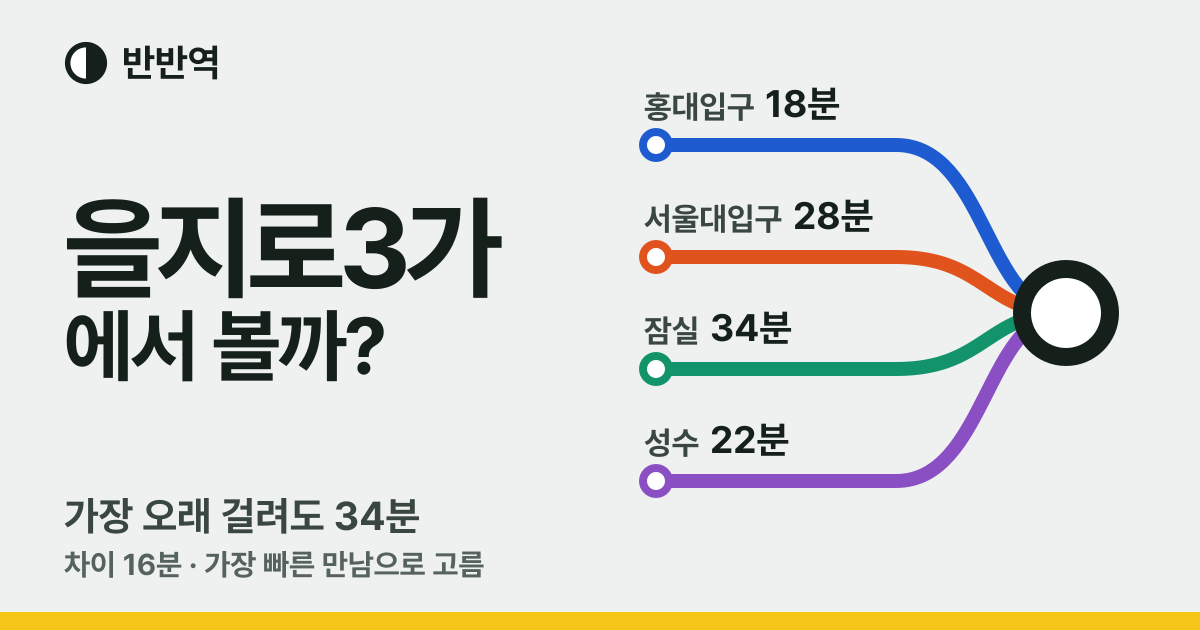 반반역
을지로3가
에서 볼까?
가장 오래 걸려도 34분
차이 16분 · 가장 빠른 만남으로 고름
홍대입구 18분
서울대입구 28분
잠실 34분
성수 22분